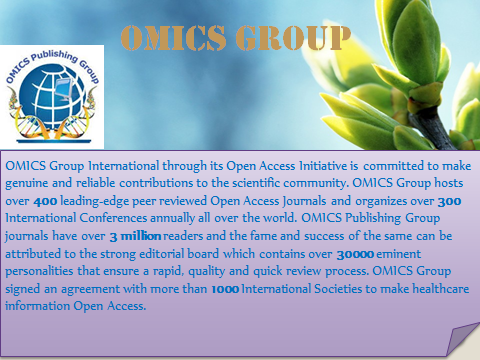 OMICS GROUP
OMICS Publishing Group
OMICS Group International through its Open Access Initiative is committed to make
genuine and reliable contributions to the scientific community. OMICS Group hosts
over 400 leading-edge peer reviewed Open Access Journals and organizes over 300
International Conferences annually all over the world. OMICS Publishing Group
journals have over 3 million readers and the fame and success of the same can be
attributed to the strong editorial board which contains over 30000 eminent
personalities that ensure a rapid, quality and quick review process. OMICS Group
signed an agreement with more than 1000 International Societies to make healthcare
information Open Access.